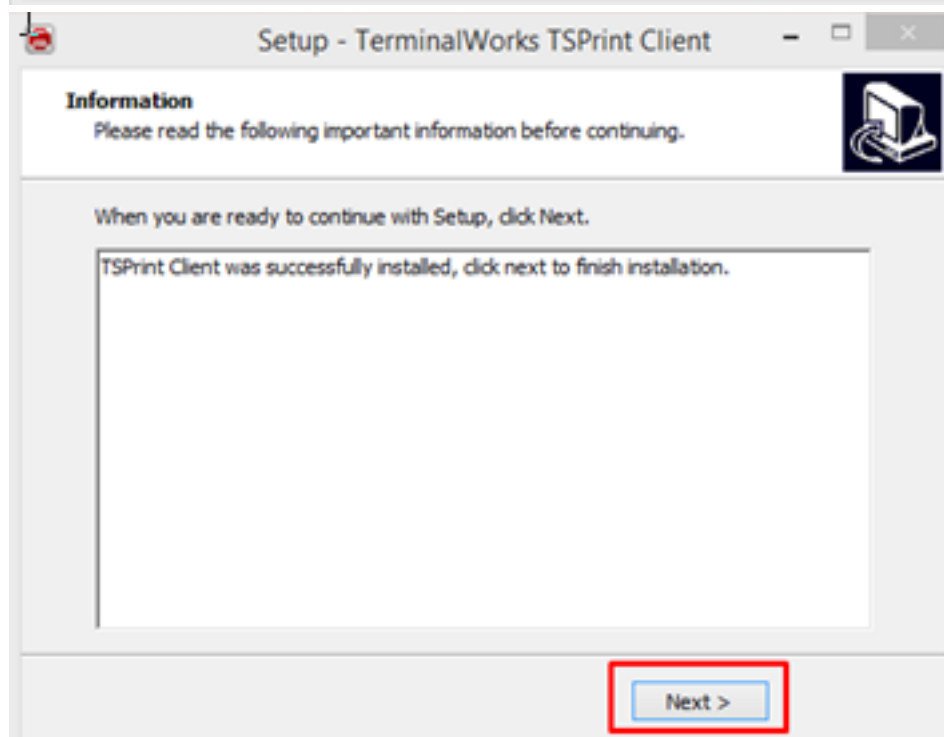 Setup - TerminalWorks TSPrint Client
Information
Please read the following important information before continuing.
When you are ready to continue with Setup, click Next.
TSPrint Client was successfully installed, click next to finish installation.
Next >